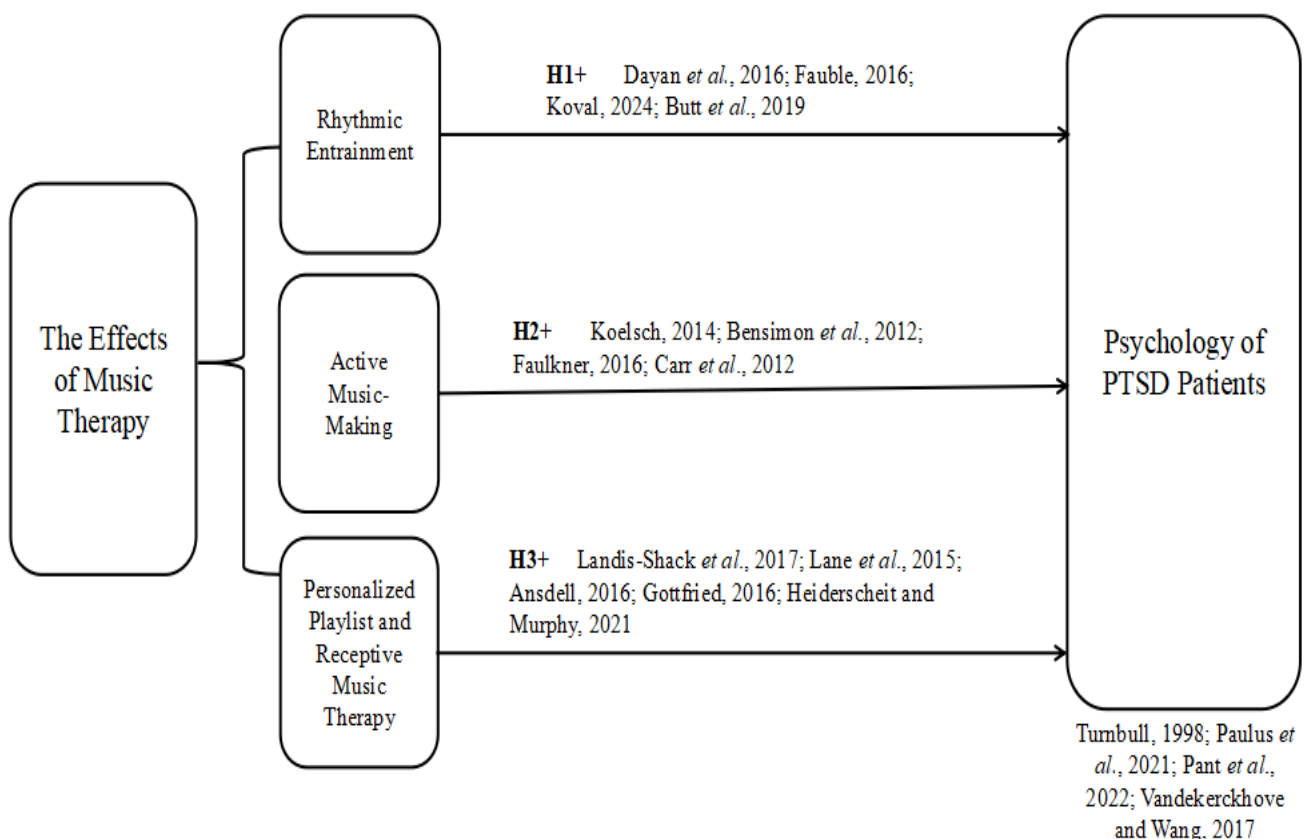 The Effects
of Music
Therapy
Rhythmic
Entrainment
H1+ Dayan et al., 2016; Fauble, 2016;
Koval, 2024; Butt et al., 2019
Active
Music-
Making
H2+ Koelsch, 2014; Bensimon et al., 2012;
Faulkner, 2016; Carr et al., 2012
Personalized
Playlist and
Receptive
Music
Therapy
H3+ Landis-Shack et al., 2017; Lane et al., 2015;
Ansdell, 2016; Gottfried, 2016; Heiderscheit and
Murphy, 2021
Psychology of
PTSD Patients
Turnbull, 1998; Paulus et
al., 2021; Pant et al.,
2022; Vandekerckhove
and Wang, 2017